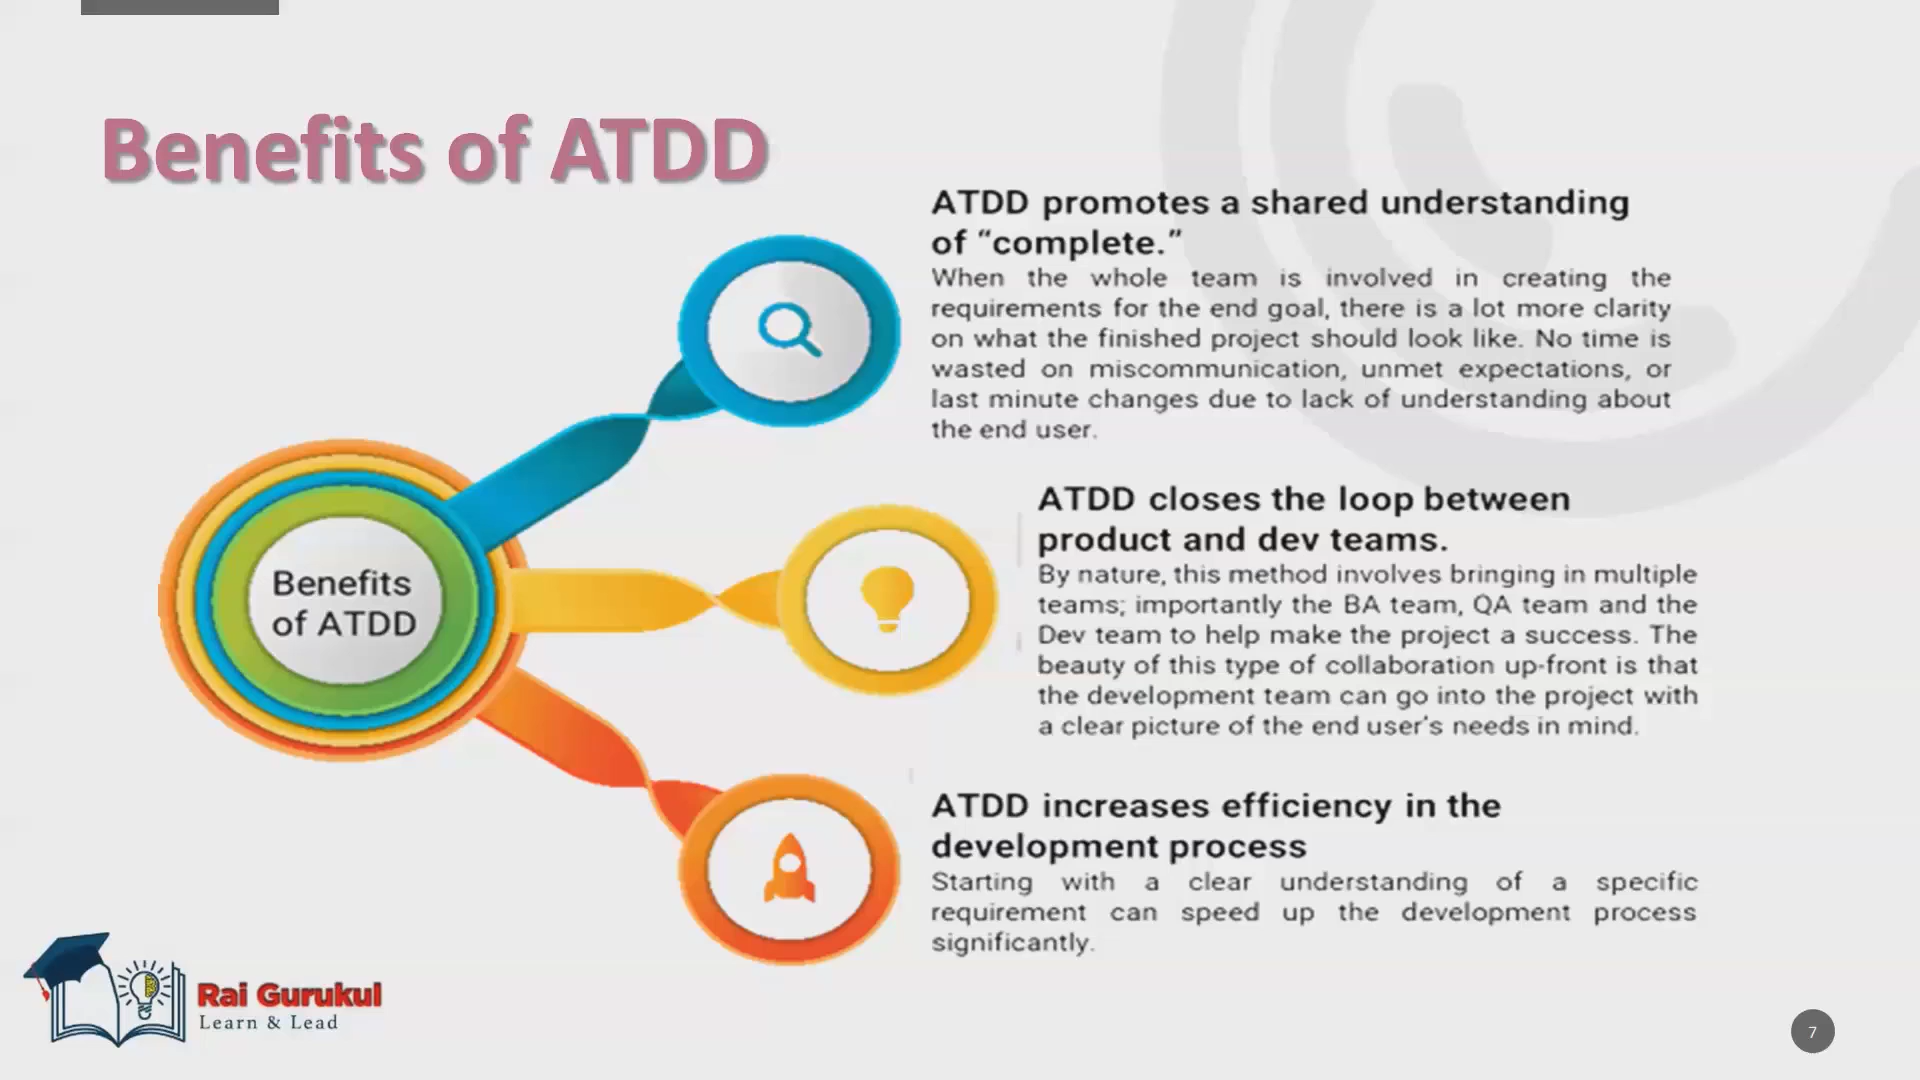 Benefits of ATDD
ATDD promotes a shared understanding
of “complete.”
When the whole team is involved in creating the
requirements for the end goal, there is a lot more clarity
on what the finished project should look like. No time is
wasted on miscommunication, unmet expectations, or
last minute changes due to lack of understanding about
the end user.
Benefits
of ATDD
ATDD closes the loop between
product and dev teams.
By nature, this method involves bringing in multiple
teams; importantly the BA team, QA team and the
Dev team to help make the project a success. The
beauty of this type of collaboration up-front is that
the development team can go into the project with
a clear picture of the end user's needs in mind.
ATDD increases efficiency in the
development process
Starting with a clear understanding of a specific
requirement can speed up the development process
significantly.
Rai Gurukul
Learn & Lead
7